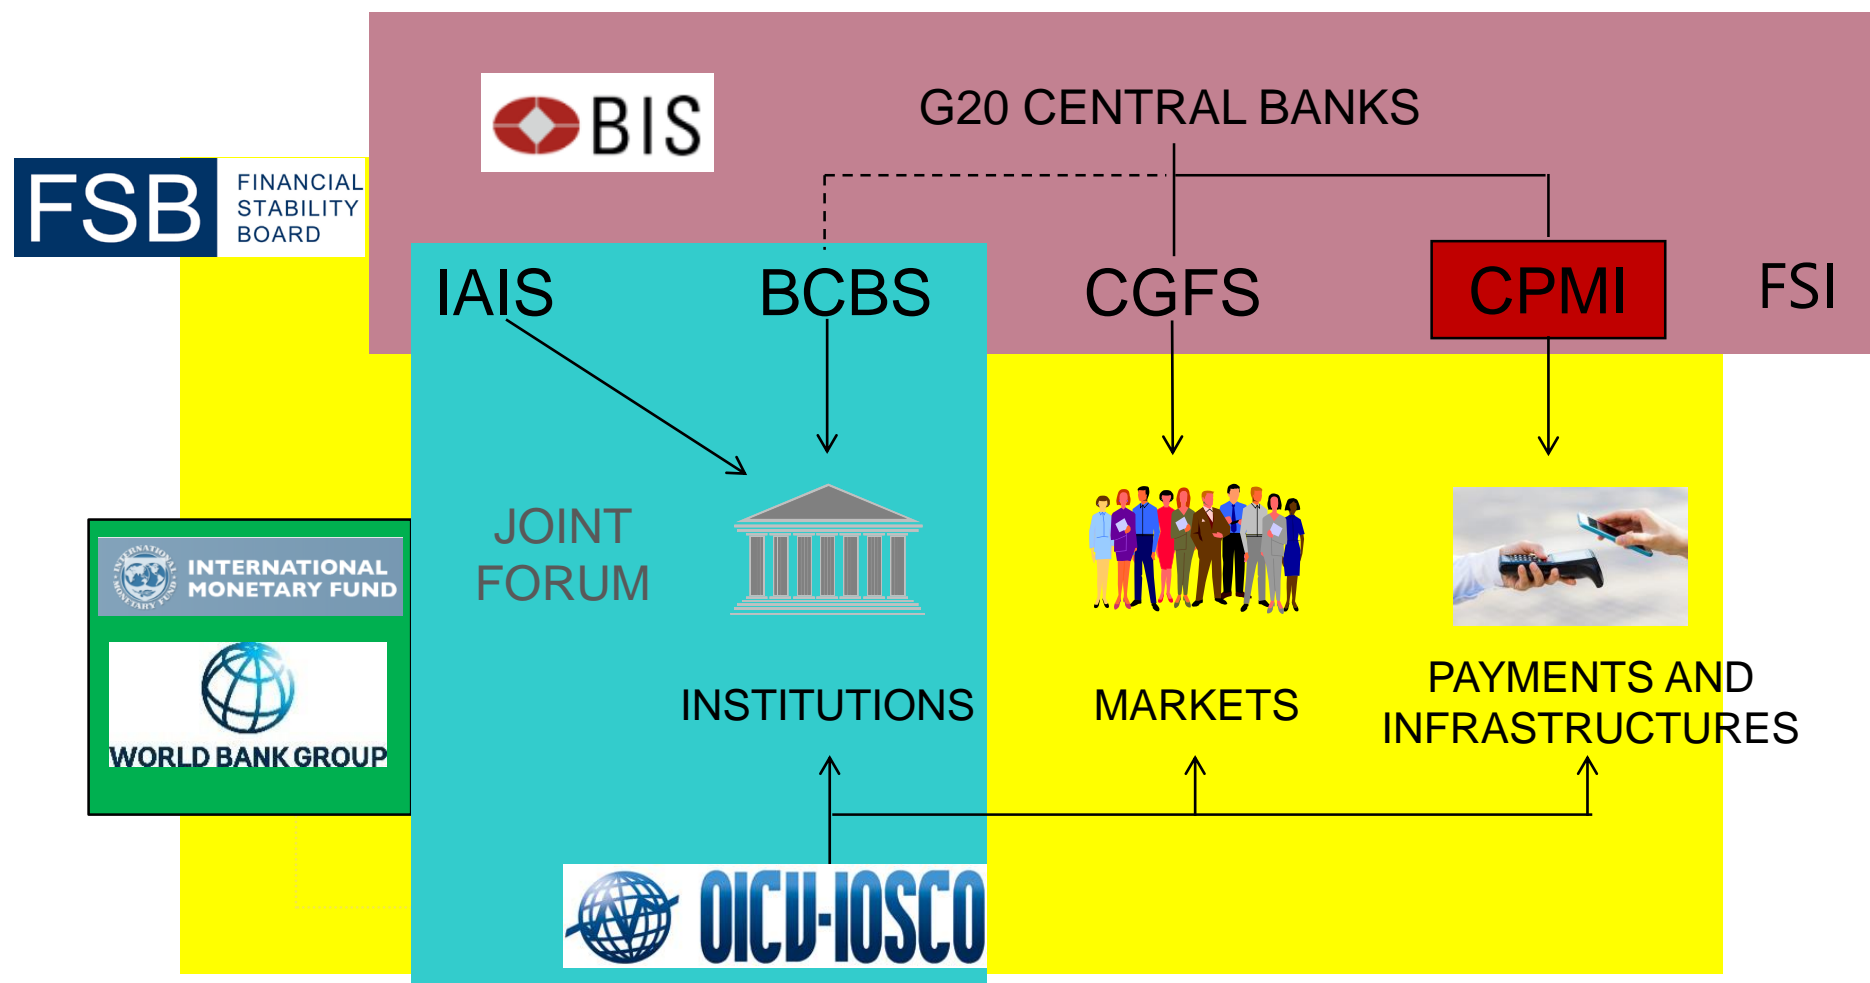 BIS
G20 CENTRAL BANKS
FSB
FINANCIAL
STABILITY
BOARD
IAIS
BCBS
CGFS
CPMI
FSI
JOINT
FORUM
INTERNATIONAL
MONETARY FUND
WORLD BANK GROUP
INSTITUTIONS
MARKETS
PAYMENTS AND
INFRASTRUCTURES
OICU-IOSCO